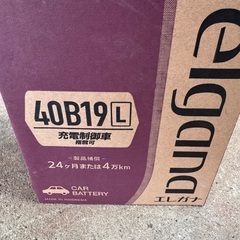 40B19 L
充電制御車
搭載可
製品補償
24ヶ月または4万km
CAR
BATTERY
MADE IN INDONESIA
elgana
エレガナ